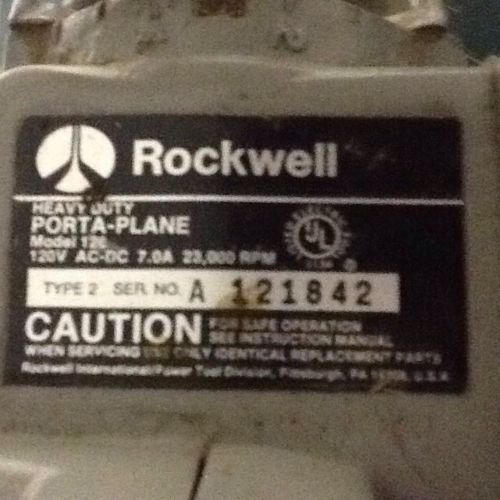 Rockwell
HEAVY DUTY
PORTA-PLANE
Model 126
120V AC-DC 7.0A 23,000 RPM
UL
®
TYPE 2 SER. NO. A 121842
CAUTION FOR SAFE OPERATION
SEE INSTRUCTION MANUAL
WHEN SERVICING USE ONLY IDENTICAL REPLACEMENT PARTS
Rockwell International/Power Tool Division, Pittsburgh, PA U.S.A.